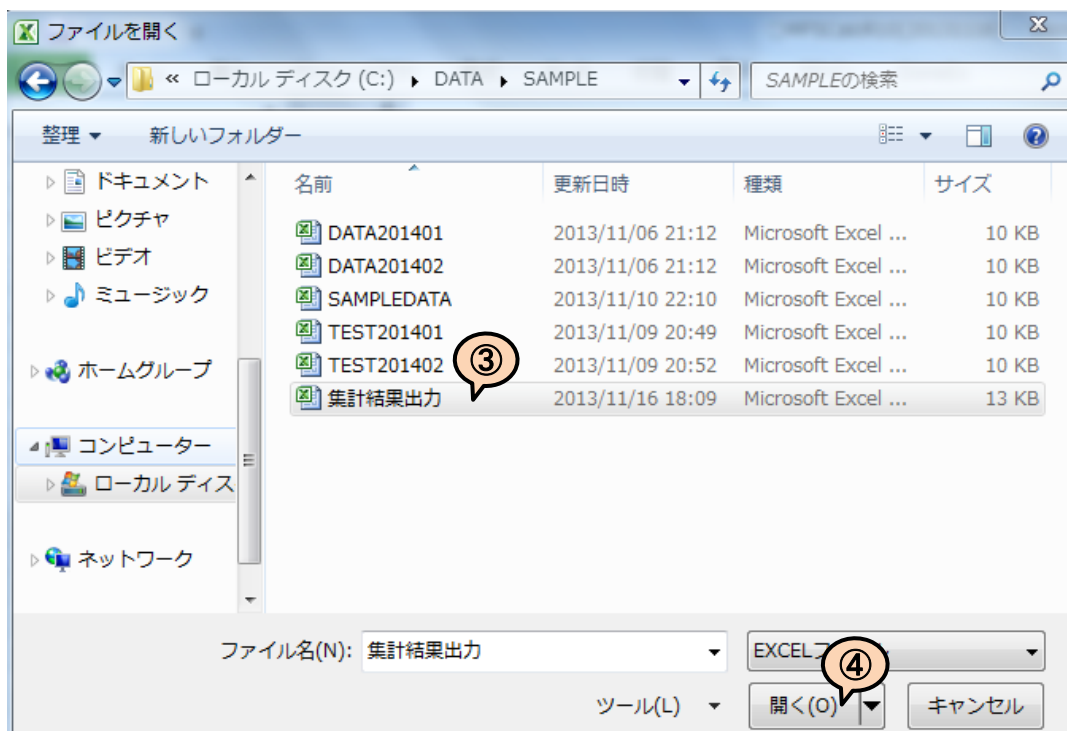 ファイルを開く
« ローカル ディスク (C:) ▸ DATA ▸ SAMPLE
SAMPLEの検索
整理 ▼ 新しいフォルダー
名前 更新日時 種類 サイズ
ドキュメント
ピクチャ
ビデオ
ミュージック
ホームグループ
コンピューター
ローカル ディス
ネットワーク
DATA201401 2013/11/06 21:12 Microsoft Excel ... 10 KB
DATA201402 2013/11/06 21:12 Microsoft Excel ... 10 KB
SAMPLEDATA 2013/11/10 22:10 Microsoft Excel ... 10 KB
TEST201401 2013/11/09 20:49 Microsoft Excel ... 10 KB
TEST201402 2013/11/09 20:52 Microsoft Excel ... 10 KB
③
集計結果出力 2013/11/16 18:09 Microsoft Excel ... 13 KB
ファイル名(N): 集計結果出力
EXCEL
④
ツール(L) ▼ 開く(O) ▼ キャンセル